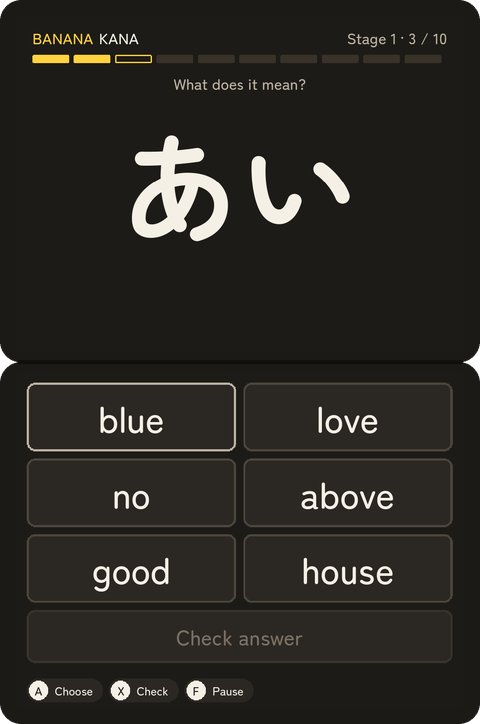 BANANA KANA Stage 1 · 3 / 10
What does it mean?
あい
blue love
no above
good house
Check answer
A Choose X Check F Pause